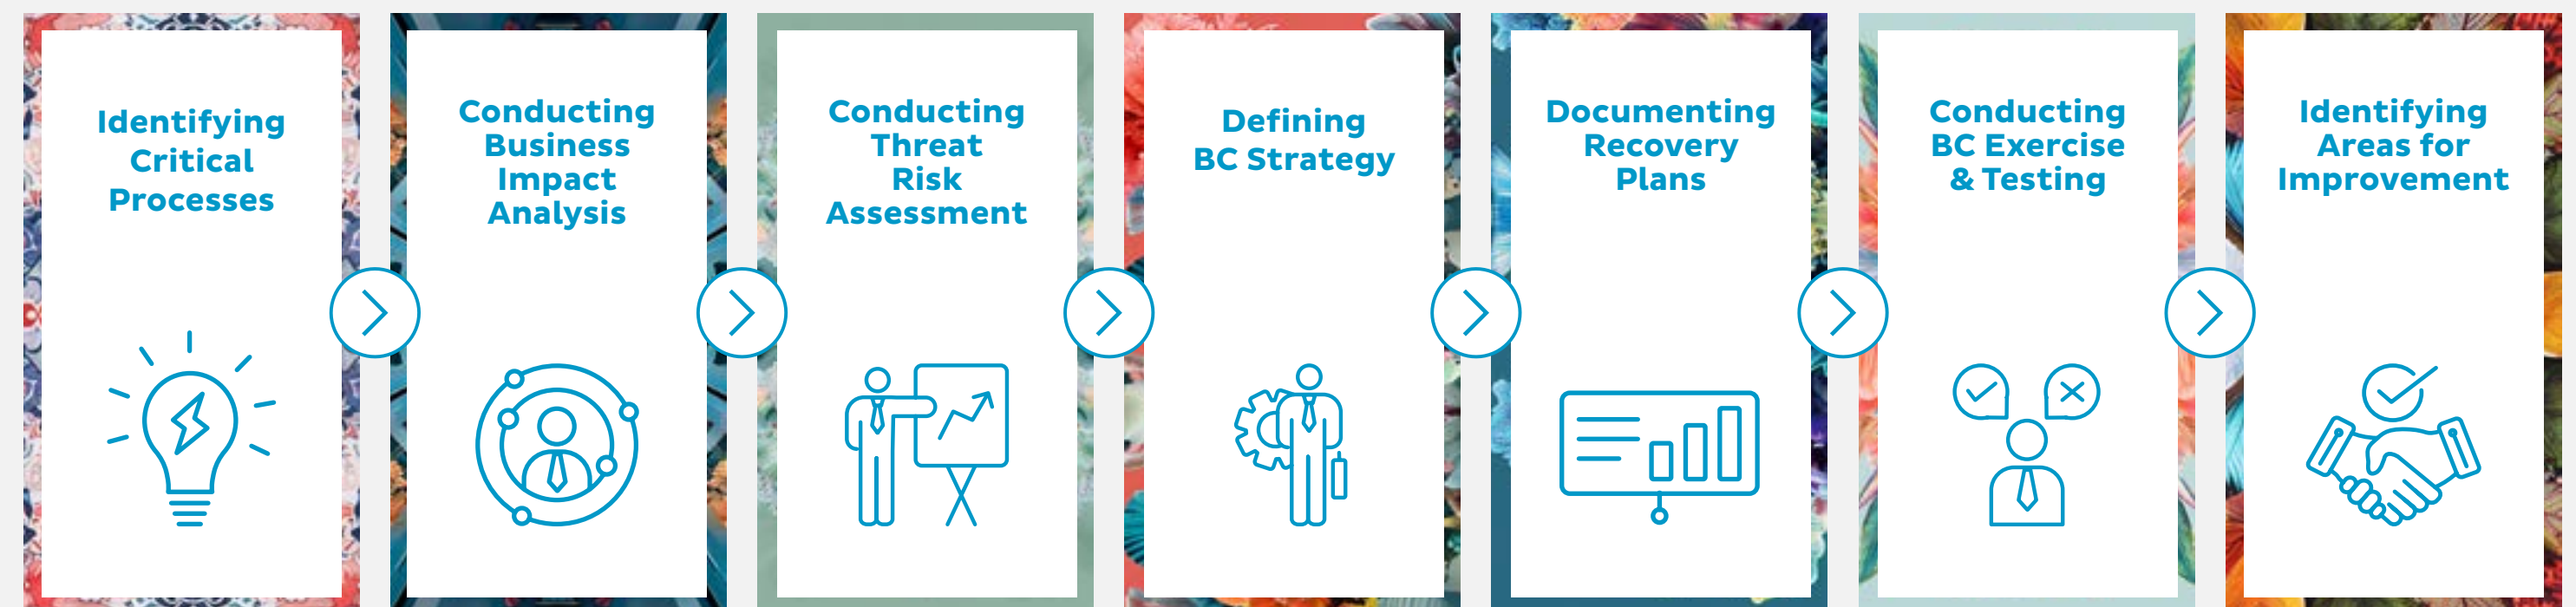 Identifying
Critical
Processes
Conducting
Business
Impact
Analysis
Conducting
Threat
Risk
Assessment
Defining
BC Strategy
Documenting
Recovery
Plans
Conducting
BC Exercise
& Testing
Identifying
Areas for
Improvement